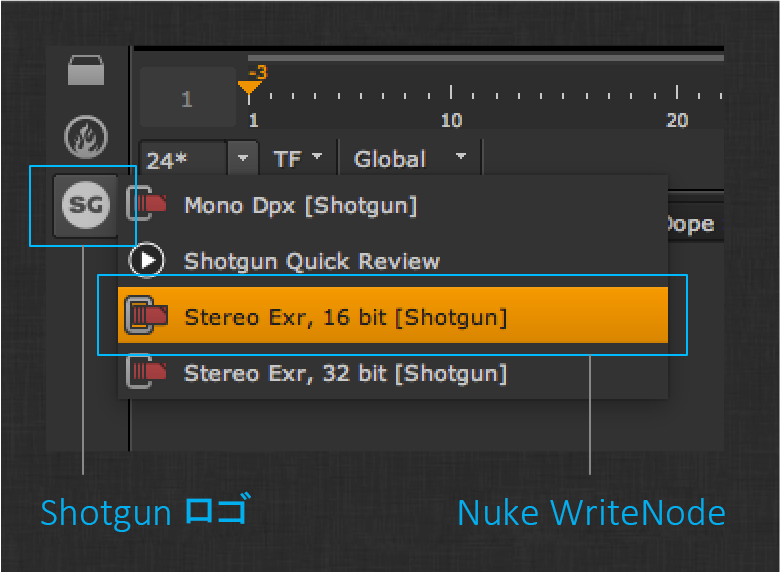 -3
1
1 10 20
24* TF Global
SG
Mono Dpx [Shotgun]
Dope
Shotgun Quick Review
Stereo Exr, 16 bit [Shotgun]
Stereo Exr, 32 bit [Shotgun]
Shotgun ロゴ
Nuke WriteNode